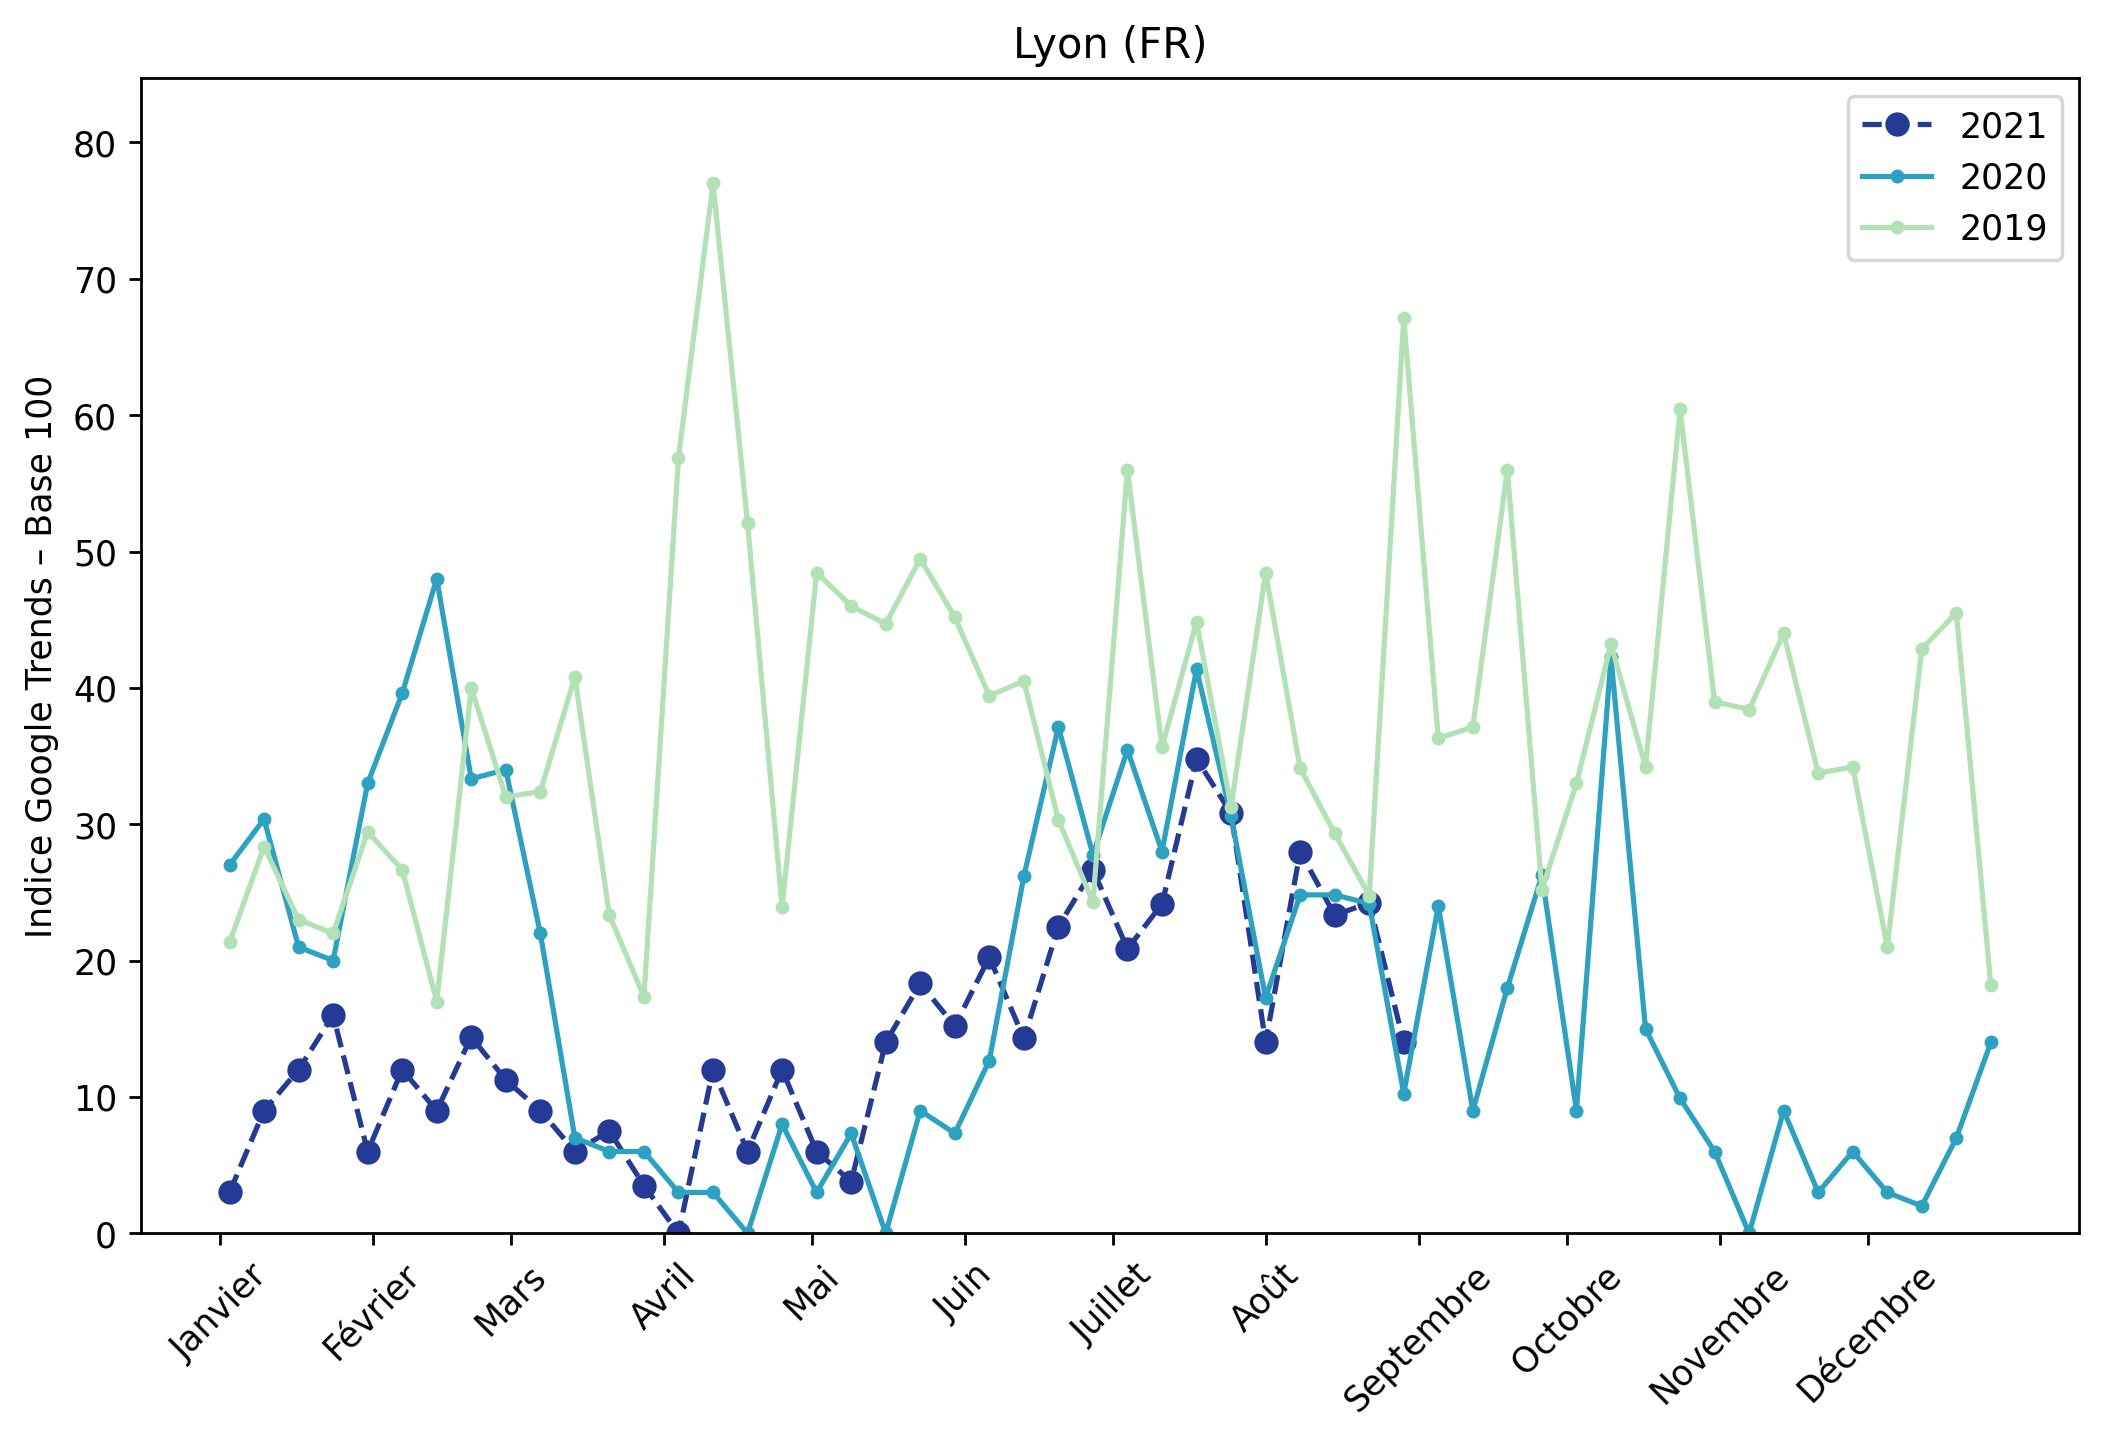 Lyon (FR)
2021
2020
2019
Indice Google Trends – Base 100
80
70
60
50
40
30
20
10
0
Janvier
Février
Mars
Avril
Mai
Juin
Juillet
Août
Septembre
Octobre
Novembre
Décembre